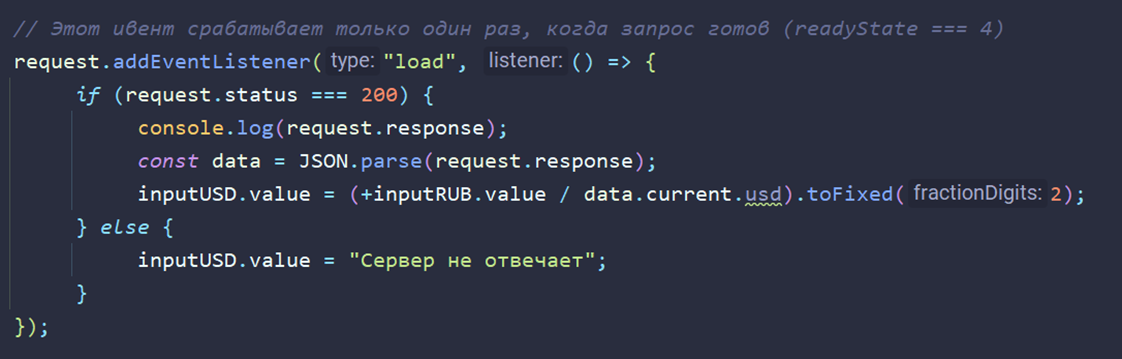 // Этот ивент срабатывает только один раз, когда запрос готов (readyState === 4)
request.addEventListener( type: "load", listener: () => {
if (request.status === 200) {
console.log(request.response);
const data = JSON.parse(request.response);
inputUSD.value = (+inputRUB.value / data.current.usd).toFixed( fractionDigits: 2);
} else {
inputUSD.value = "Сервер не отвечает";
}
});